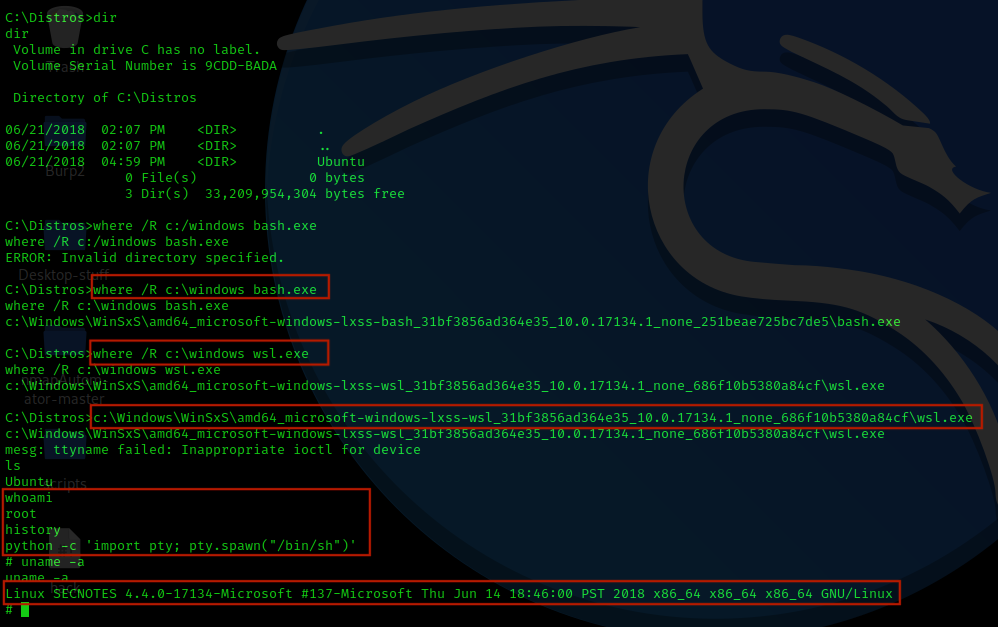 C:\Distros>dir
dir
 Volume in drive C has no label.
 Volume Serial Number is 9CDD-BADA
 Directory of C:\Distros
06/21/2018  02:07 PM    <DIR>          .
06/21/2018  02:07 PM    <DIR>          ..
06/21/2018  04:59 PM    <DIR>          Ubuntu
Burp2
               0 File(s)              0 bytes
               3 Dir(s)  33,209,954,304 bytes free
C:\Distros>where /R c:/windows bash.exe
where /R c:/windows bash.exe
ERROR: Invalid directory specified.
Desktop-stuff
C:\Distros>where /R c:\windows bash.exe
where /R c:\windows bash.exe
c:\Windows\WinSxS\amd64_microsoft-windows-lxss-bash_31bf3856ad364e35_10.0.17134.1_none_251beae725bc7de5\bash.exe
C:\Distros>where /R c:\windows wsl.exe
where /R c:\windows wsl.exe
c:\Windows\WinSxS\amd64_microsoft-windows-lxss-wsl_31bf3856ad364e35_10.0.17134.1_none_686f10b5380a84cf\wsl.exe
ator-master
C:\Distros>c:\Windows\WinSxS\amd64_microsoft-windows-lxss-wsl_31bf3856ad364e35_10.0.17134.1_none_686f10b5380a84cf\wsl.exe
c:\Windows\WinSxS\amd64_microsoft-windows-lxss-wsl_31bf3856ad364e35_10.0.17134.1_none_686f10b5380a84cf\wsl.exe
mesg: ttyname failed: Inappropriate ioctl for device
ls
Ubuntu
whoami
root
history
python -c 'import pty; pty.spawn("/bin/sh")'
# uname -a
uname -a
Linux SECNOTES 4.4.0-17134-Microsoft #137-Microsoft Thu Jun 14 18:46:00 PST 2018 x86_64 x86_64 x86_64 GNU/Linux
#